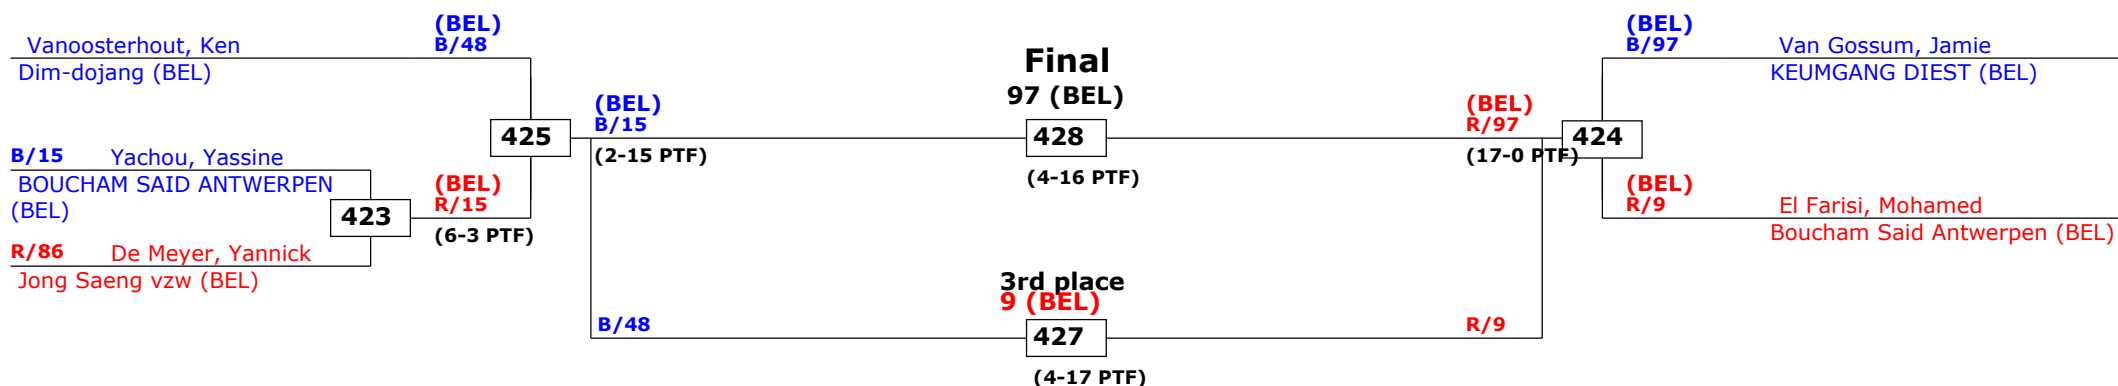 (BEL)
B/48
Vanoosterhout, Ken
Dim-dojang (BEL)
425
B/15 Yachou, Yassine
BOUCHAM SAID ANTWERPEN
(BEL)
423
(BEL)
R/15
(6-3 PTF)
R/86 De Meyer, Yannick
Jong Saeng vzw (BEL)
(BEL)
B/15
(2-15 PTF)
Final
97 (BEL)
428
(4-16 PTF)
(BEL)
R/97
(17-0 PTF)
424
(BEL)
B/97
Van Gossum, Jamie
KEUMGANG DIEST (BEL)
(BEL)
R/9
El Farisi, Mohamed
Boucham Said Antwerpen (BEL)
3rd place
9 (BEL)
B/48
427
R/9
(4-17 PTF)